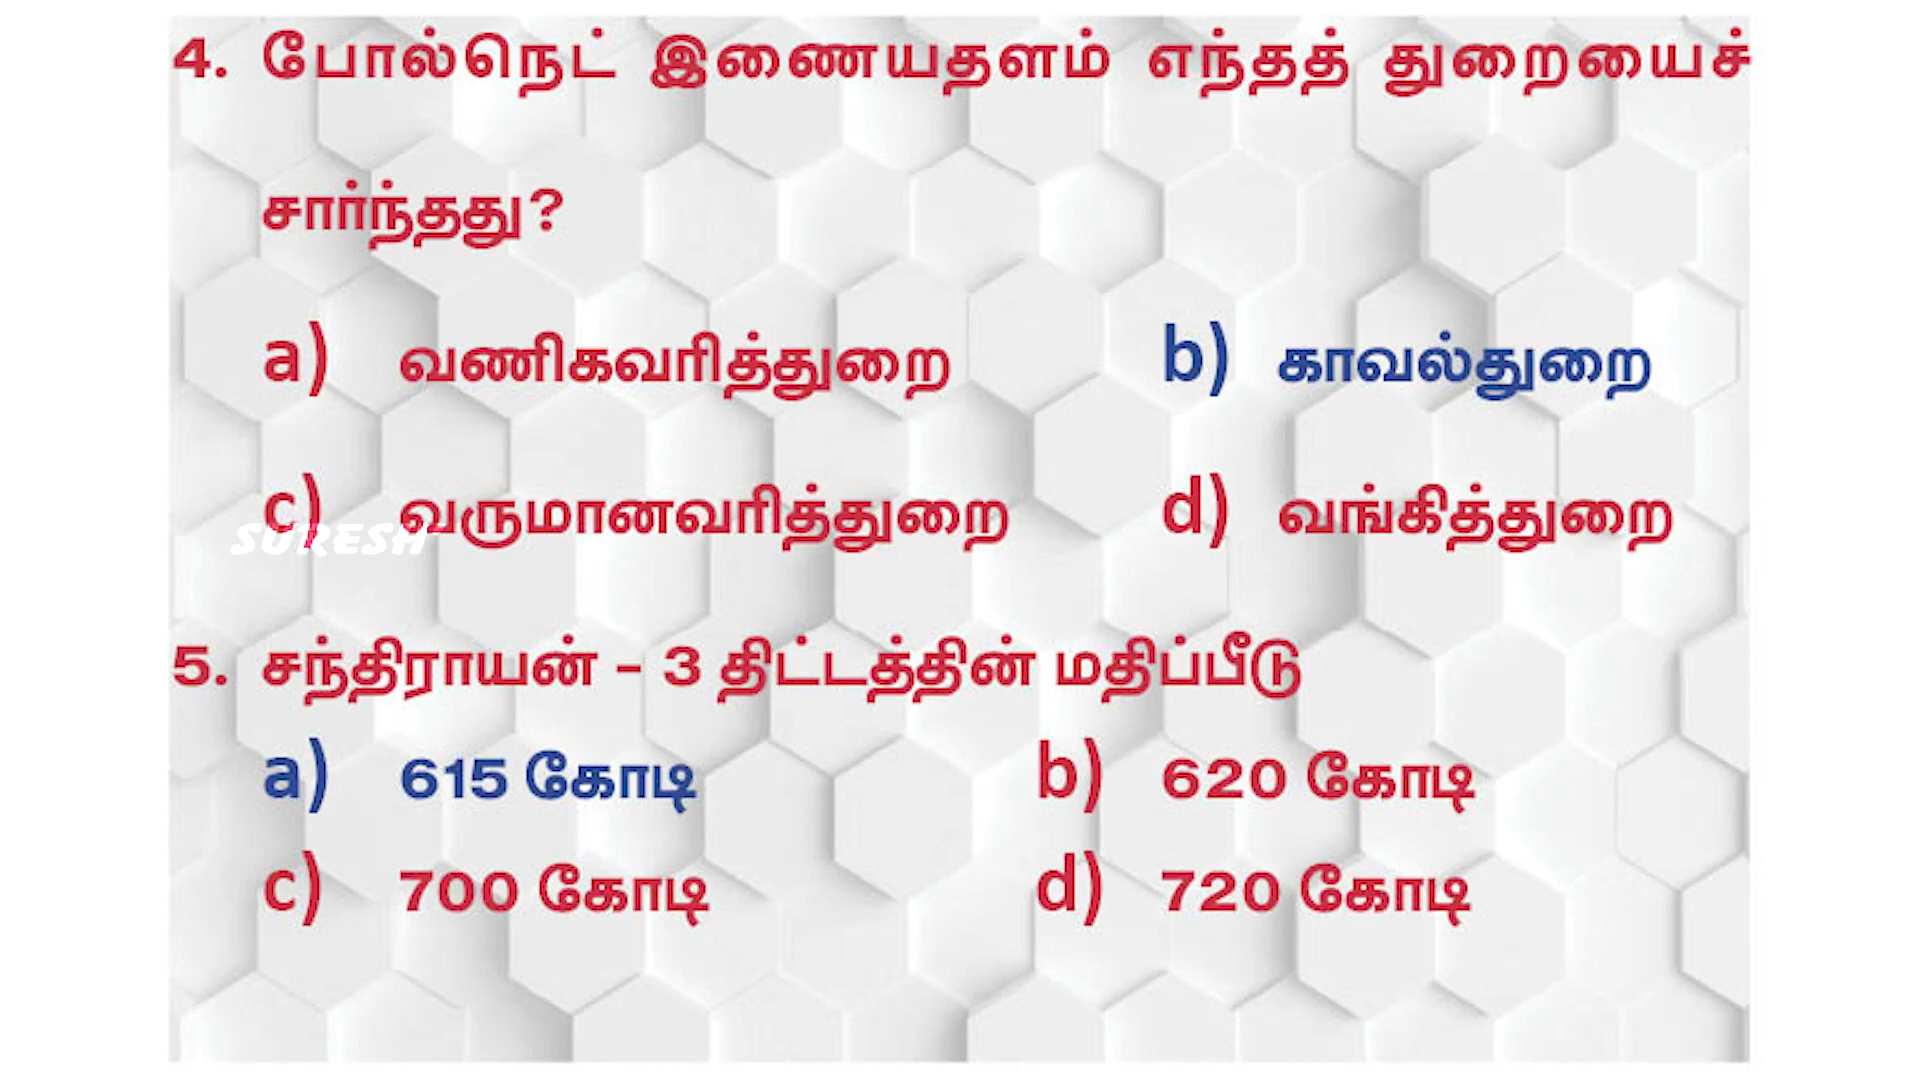 4. போல்நெட் இணையதளம் எந்தத் துறையைச்
சார்ந்தது?
a) வணிகவரித்துறை b) காவல்துறை
c) வருமானவரித்துறை d) வங்கித்துறை
SURESH
5. சந்திராயன் - 3 திட்டத்தின் மதிப்பீடு
a) 615 கோடி b) 620 கோடி
c) 700 கோடி d) 720 கோடி